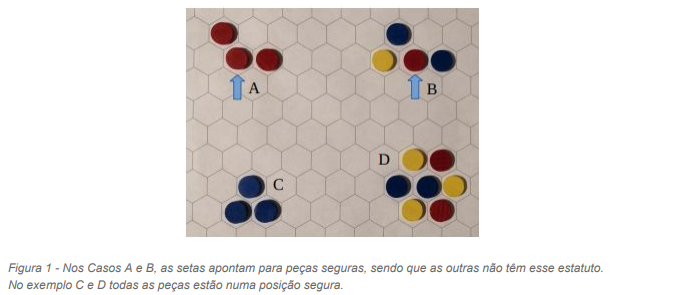 A
B
D
C
Figura 1 - Nos Casos A e B, as setas apontam para peças seguras, sendo que as outras não têm esse estatuto.
No exemplo C e D todas as peças estão numa posição segura.